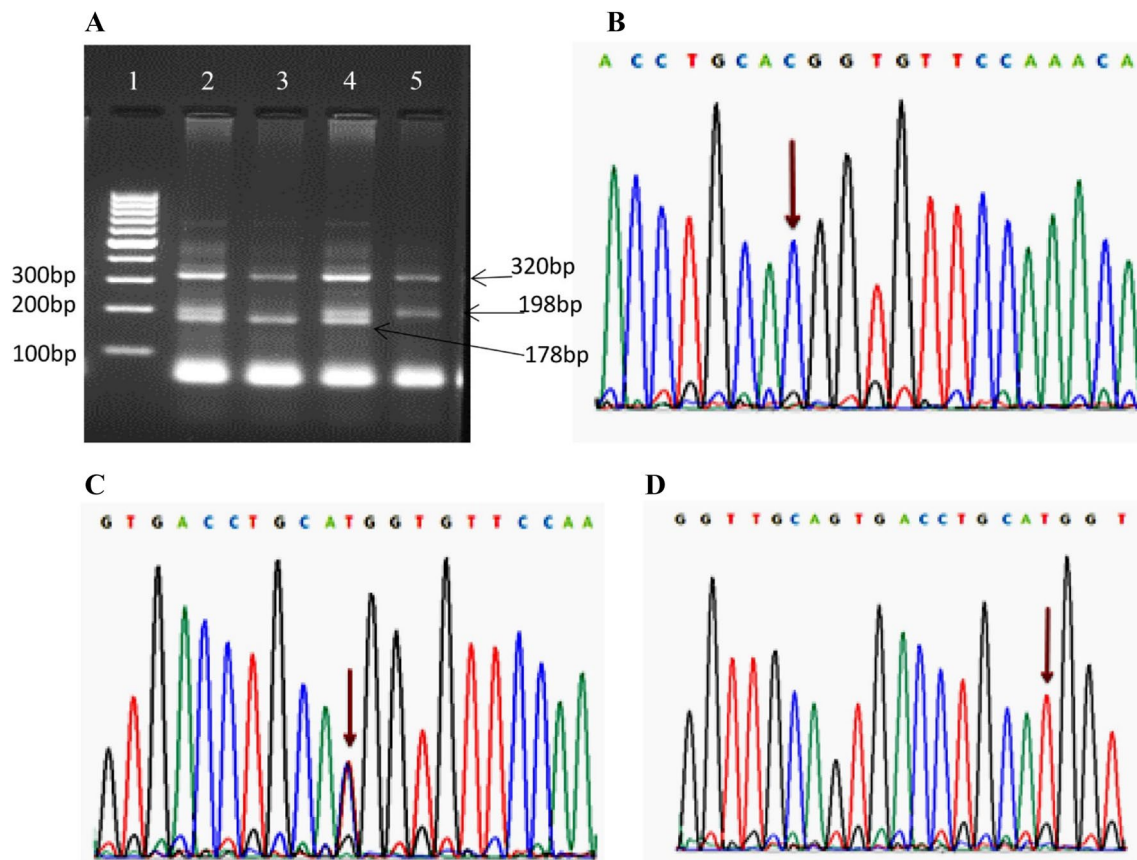 A
1 2 3 4 5
300bp
200bp
100bp
320bp
198bp
178bp
B
A C C T G C A C G G T G T T C C A A A C A
C
G T G A C C T G C A T G G T G T T C C A A
D
G G T T G C A G T G A C C T G C A T G G T